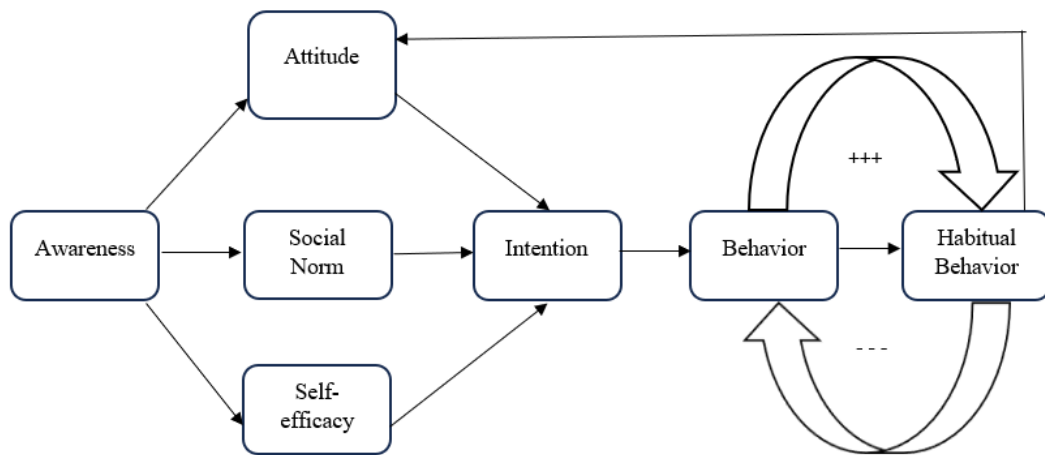 Attitude
+++
Awareness
Social
Norm
Intention
Behavior
Habitual
Behavior
- - -
Self-
efficacy